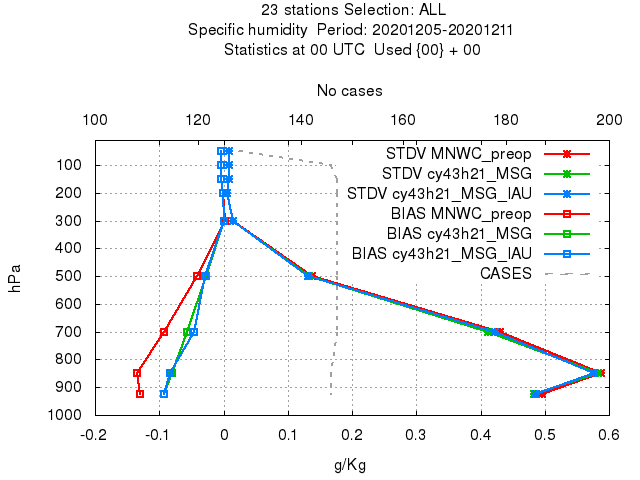 23 stations Selection: ALL
Specific humidity  Period: 20201205-20201211
Statistics at 00 UTC  Used {00} + 00
No cases
100 120 140 160 180 200
STDV MNWC_preop
100
STDV cy43h21_MSG
STDV cy43h21_MSG_IAU
200
BIAS MNWC_preop
300
BIAS cy43h21_MSG
BIAS cy43h21_MSG_IAU
400
CASES
500
600
700
800
900
1000
hPa
-0.2 -0.1 0 0.1 0.2 0.3 0.4 0.5 0.6
g/Kg